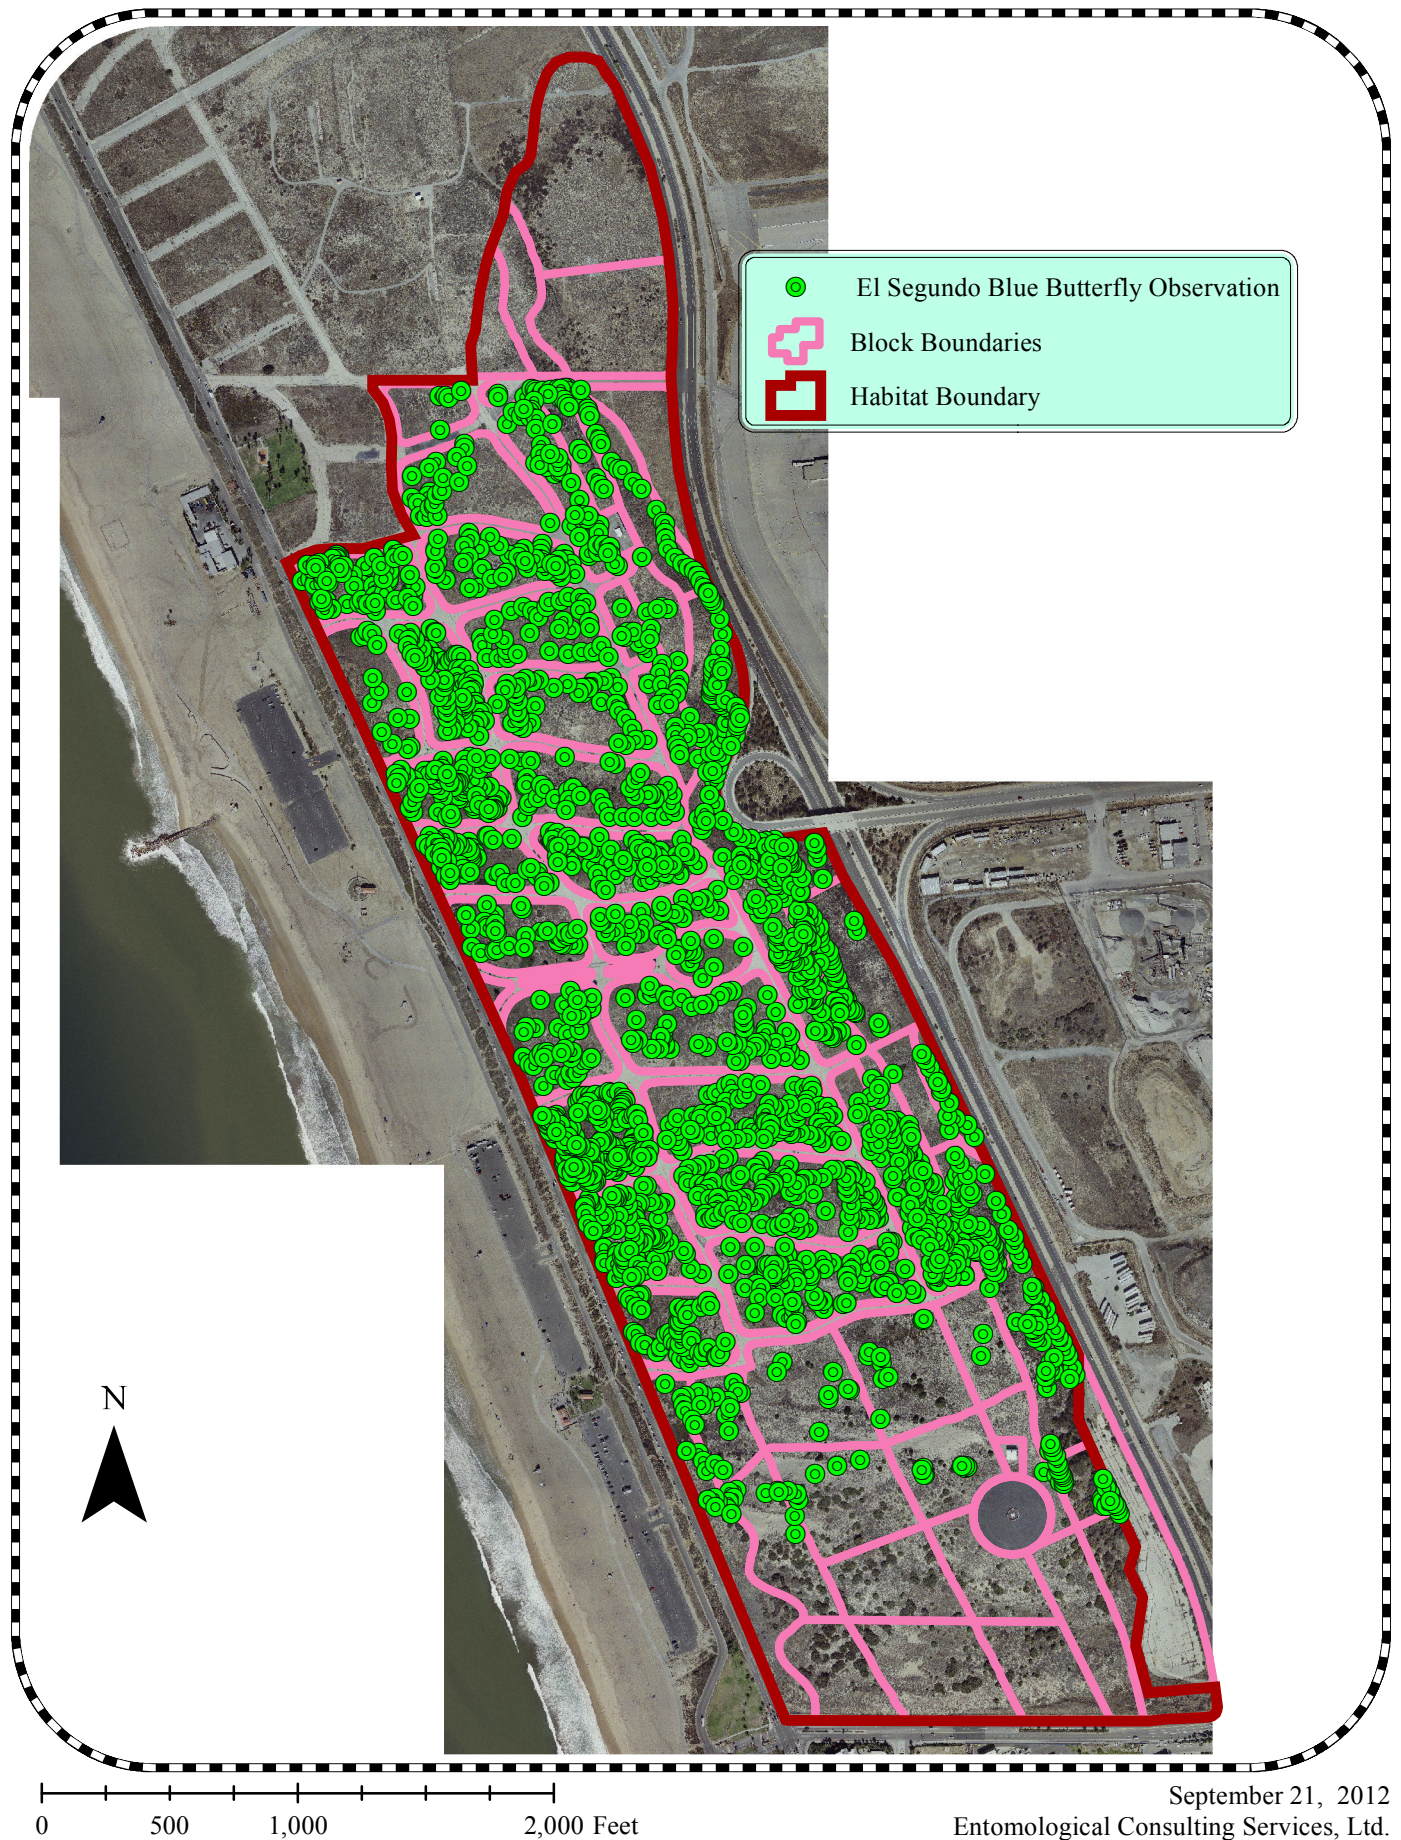 El Segundo Blue Butterfly Observation
Block Boundaries
Habitat Boundary
N
0 500 1,000 2,000 Feet
September 21, 2012
Entomological Consulting Services, Ltd.